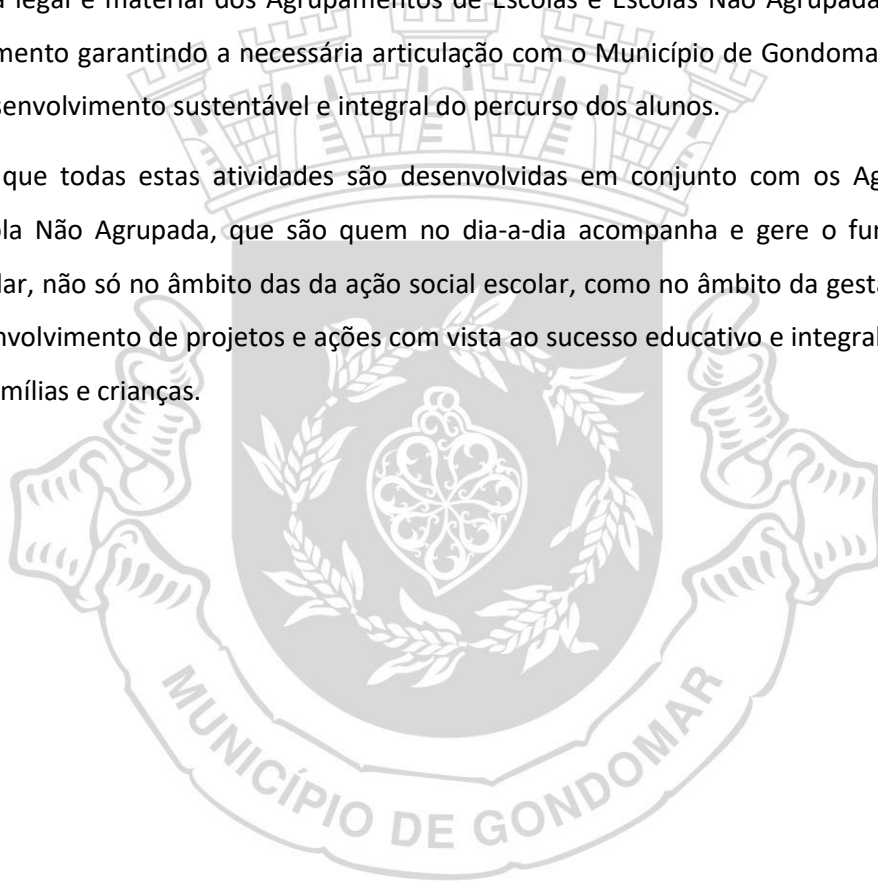 legal e material dos Agrupamentos de Escolas e Escolas Não Agrupada
mento garantindo a necessária articulação com o Município de Gondoma
senvolvimento sustentável e integral do percurso dos alunos.
que todas estas atividades são desenvolvidas em conjunto com os Ag
la Não Agrupada, que são quem no dia-a-dia acompanha e gere o fun
lar, não só no âmbito das da ação social escolar, como no âmbito da gest
nvolvimento de projetos e ações com vista ao sucesso educativo e integral
mílias e crianças.
MUNICÍPIO DE GONDOMAR